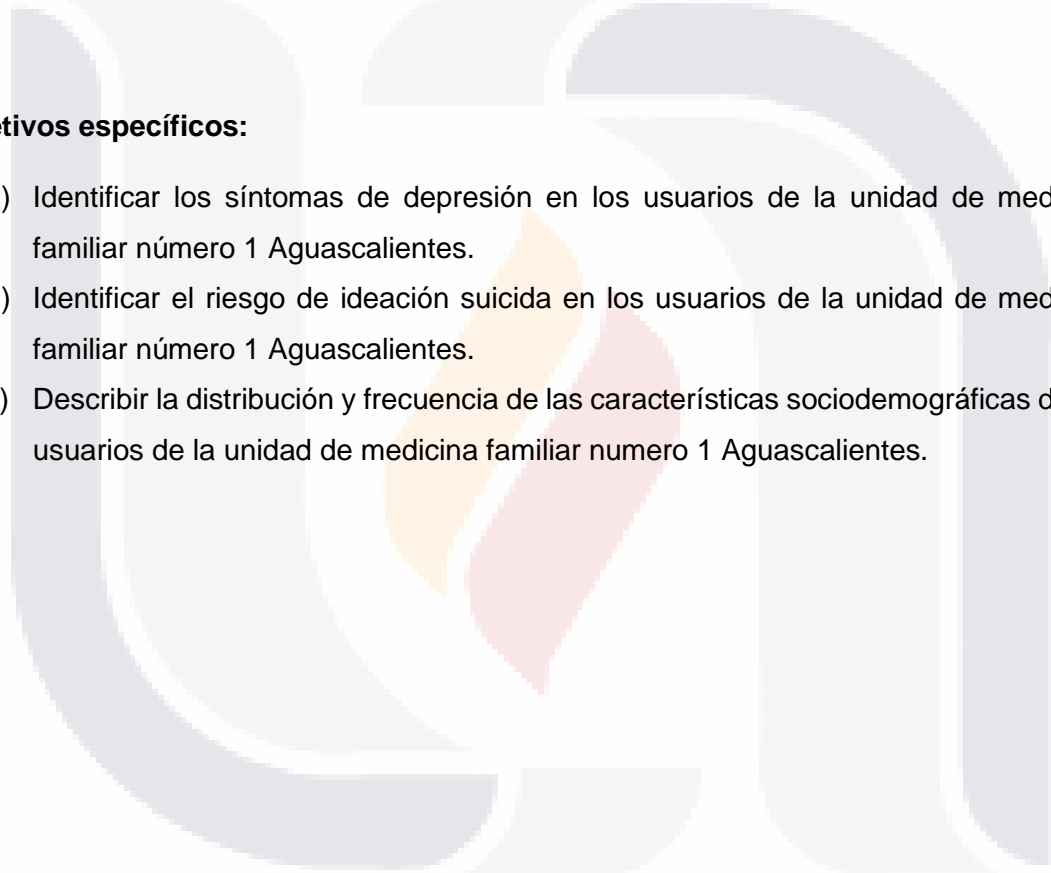 tivos específicos:
) Identificar los síntomas de depresión en los usuarios de la unidad de med
familiar número 1 Aguascalientes.
) Identificar el riesgo de ideación suicida en los usuarios de la unidad de med
familiar número 1 Aguascalientes.
) Describir la distribución y frecuencia de las características sociodemográficas d
usuarios de la unidad de medicina familiar numero 1 Aguascalientes.